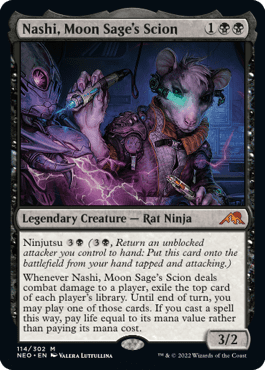 Nashi, Moon Sage's Scion 1
Legendary Creature — Rat Ninja
Ninjutsu 3 (3, Return an unblocked
attacker you control to hand: Put this card onto the
battlefield from your hand tapped and attacking.)
Whenever Nashi, Moon Sage's Scion deals
combat damage to a player, exile the top card
of each player's library. Until end of turn, you
may play one of those cards. If you cast a spell
this way, pay life equal to its mana value rather
than paying its mana cost.
3/2
114/302 M
NEO • EN VALERA LUTFULLINA
™ & © 2022 Wizards of the Coast